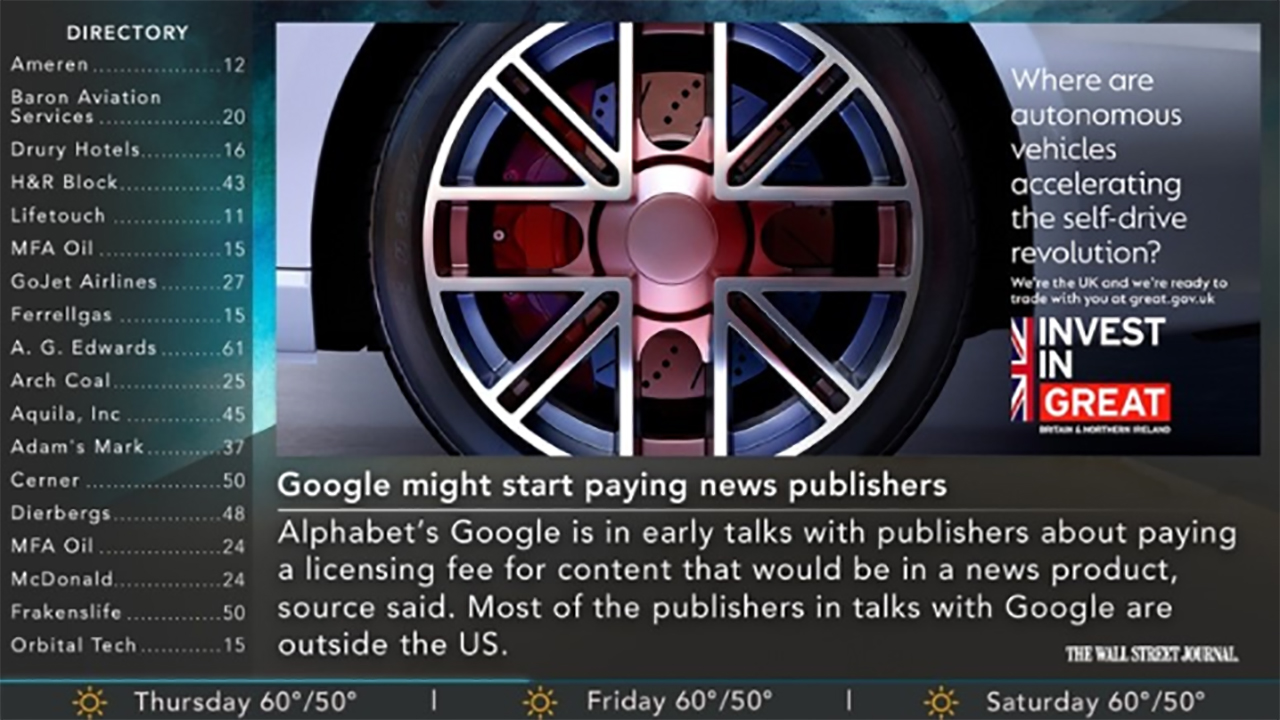 DIRECTORY
Ameren..................12
Baron Aviation
Services..................20
Drury Hotels..............16
H&R Block................43
Lifetouch................11
MFA Oil..................15
GoJet Airlines...........27
Ferrellgas...............15
A. G. Edwards............61
Arch Coal................25
Aquila, Inc..............45
Adam's Mark..............37
Cerner...................50
Dierbergs................48
MFA Oil..................24
McDonald.................24
Frakenslife..............50
Orbital Tech.............15
Where are
autonomous
vehicles
accelerating
the self-drive
revolution?
We're the UK and we're ready to
trade with you at great.gov.uk
INVEST
IN
GREAT
BRITAIN & NORTHERN IRELAND
Google might start paying news publishers
Alphabet's Google is in early talks with publishers about paying
a licensing fee for content that would be in a news product,
source said. Most of the publishers in talks with Google are
outside the US.
THE WALL STREET JOURNAL.
Thursday 60°/50° | Friday 60°/50° | Saturday 60°/50°